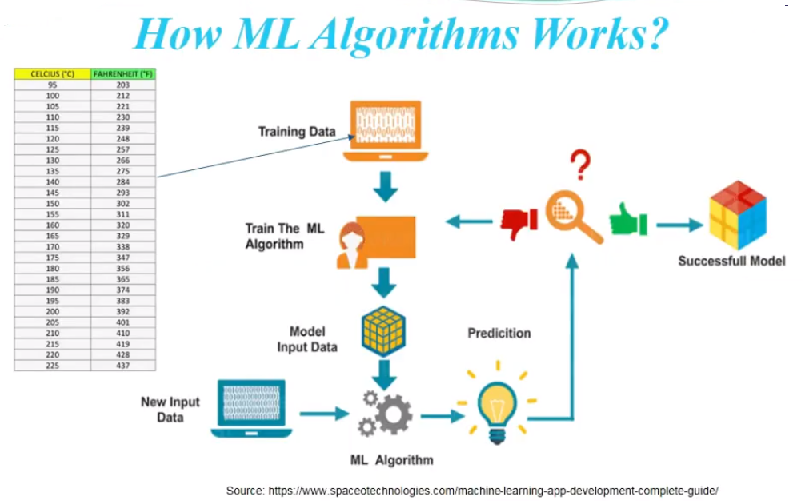 How ML Algorithms Works?
CELCIUS (°C) FAHRENHEIT (°F)
95 203
100 212
105 221
110 230
115 239
120 248
125 257
130 266
135 275
140 284
145 293
150 302
155 311
160 320
165 329
170 338
175 347
180 356
185 365
190 374
195 383
200 392
205 401
210 410
215 419
220 428
225 437
Training Data
?
Train The ML
Algorithm
Successfull Model
Model
Input Data
Predicition
New Input
Data
ML Algorithm
Source: https://www.spaceotechnologies.com/machine-learning-app-development-complete-guide/